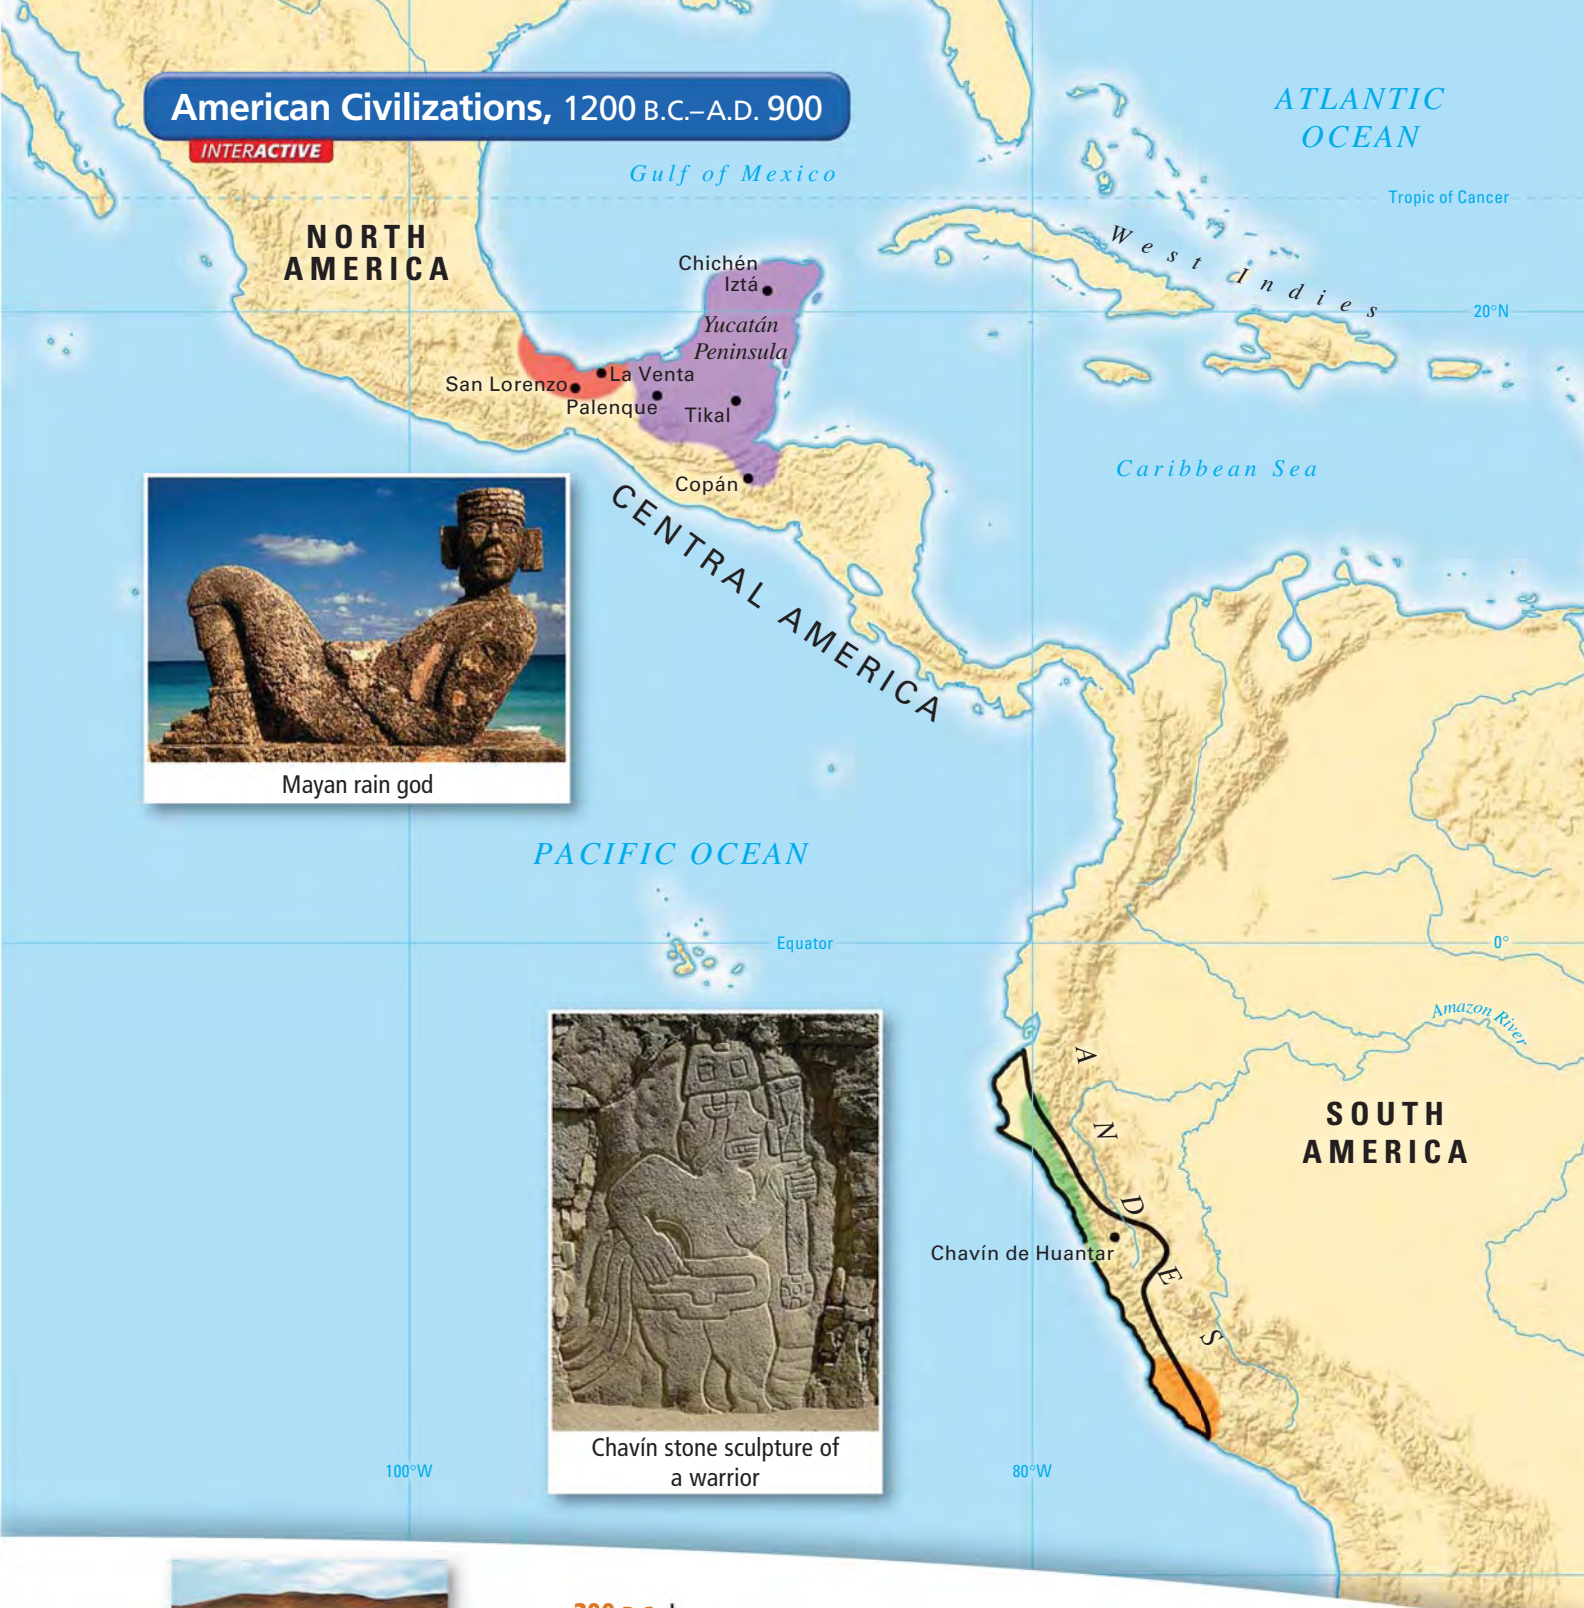 American Civilizations, 1200 B.C.–A.D. 900
INTERACTIVE
ATLANTIC
OCEAN
Gulf of Mexico
Tropic of Cancer
NORTH
AMERICA
West Indies
Chichén
Iztá
20°N
Yucatán
Peninsula
La Venta
San Lorenzo
Palenque
Tikal
Caribbean Sea
Copán
CENTRAL AMERICA
Mayan rain god
PACIFIC OCEAN
Equator
0°
Amazon River
ANDES
SOUTH
AMERICA
Chavín de Huantar
Chavín stone sculpture of
a warrior
100°W
80°W